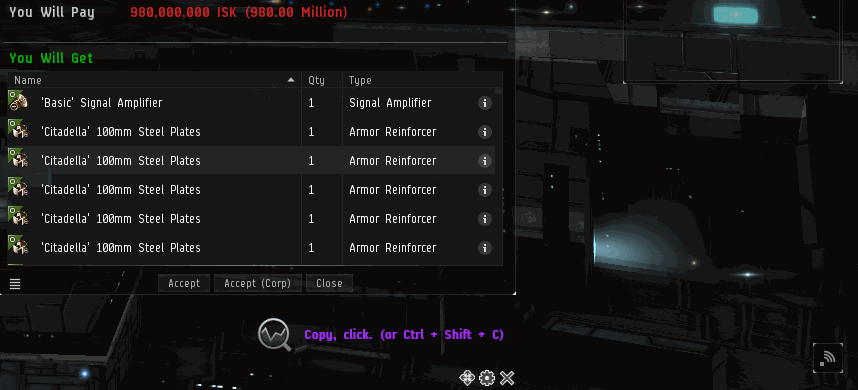 You Will Pay 980,000,000 ISK (980.00 Million)
You Will Get
Name Qty Type
'Basic' Signal Amplifier 1 Signal Amplifier
'Citadella' 100mm Steel Plates 1 Armor Reinforcer
'Citadella' 100mm Steel Plates 1 Armor Reinforcer
'Citadella' 100mm Steel Plates 1 Armor Reinforcer
'Citadella' 100mm Steel Plates 1 Armor Reinforcer
'Citadella' 100mm Steel Plates 1 Armor Reinforcer
Accept Accept (Corp) Close
Copy, click. (or Ctrl + Shift + C)